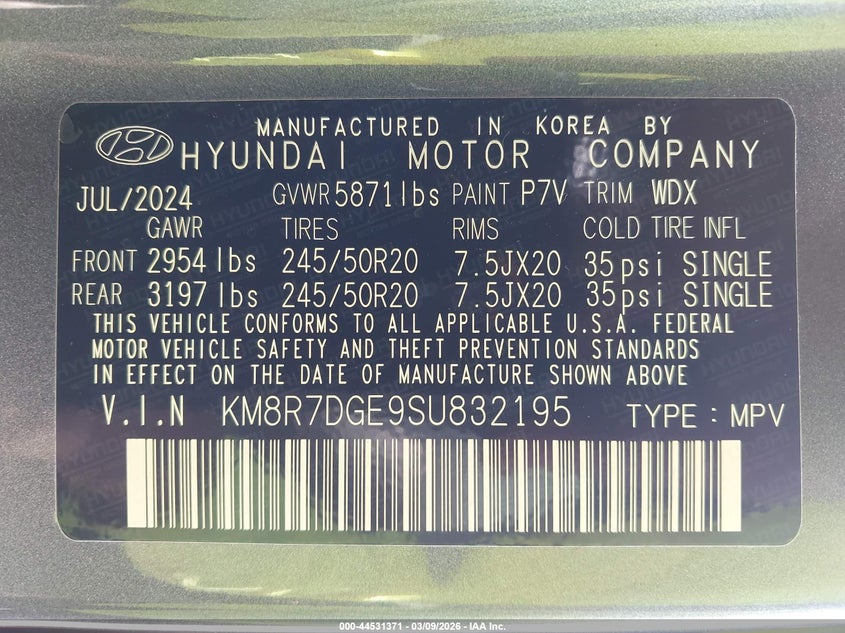 MANUFACTURED IN KOREA BY
HYUNDAI MOTOR COMPANY
JUL/2024 GVWR 5871lbs PAINT P7V TRIM WDX
GAWR TIRES RIMS COLD TIRE INFL
FRONT 2954 lbs 245/50R20 7.5JX20 35psi SINGLE
REAR 3197 lbs 245/50R20 7.5JX20 35psi SINGLE
THIS VEHICLE CONFORMS TO ALL APPLICABLE U.S.A. FEDERAL
MOTOR VEHICLE SAFETY AND THEFT PREVENTION STANDARDS
IN EFFECT ON THE DATE OF MANUFACTURE SHOWN ABOVE
V.I.N KM8R7DGE9SU832195 TYPE : MPV
000-44531371 - 03/09/2026 - IAA Inc.